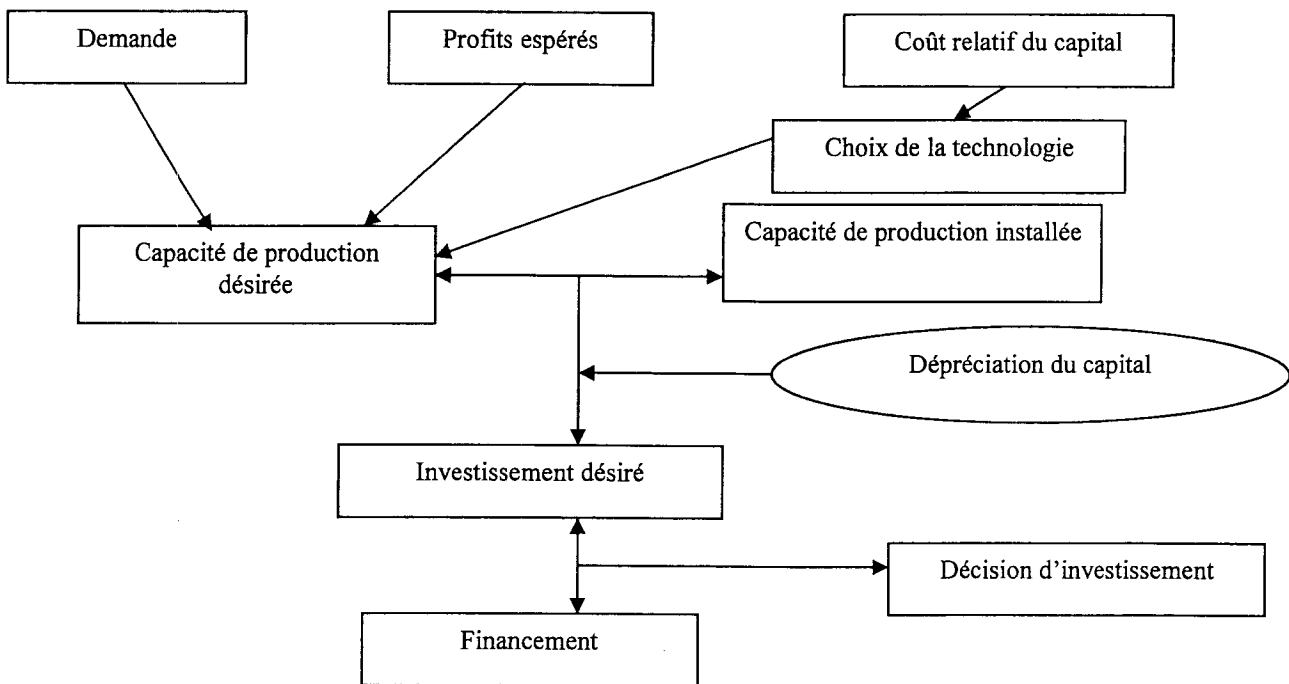 Demande
Profits espérés
Coût relatif du capital
Choix de la technologie
Capacité de production installée
Capacité de production
désirée
Dépréciation du capital
Investissement désiré
Décision d'investissement
Financement